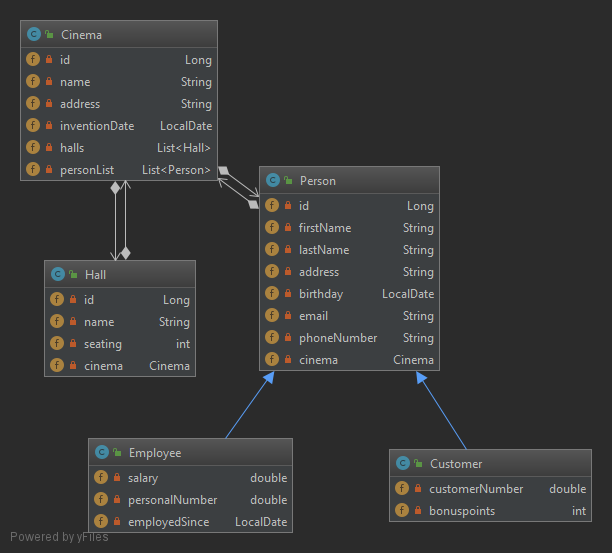 Cinema
id Long
name String
address String
inventionDate LocalDate
halls List<Hall>
personList List<Person>
Person
id Long
firstName String
lastName String
address String
birthday LocalDate
email String
phoneNumber String
cinema Cinema
Hall
id Long
name String
seating int
cinema Cinema
Employee
salary double
personalNumber double
employedSince LocalDate
Customer
customerNumber double
bonuspoints int
Powered by yFiles